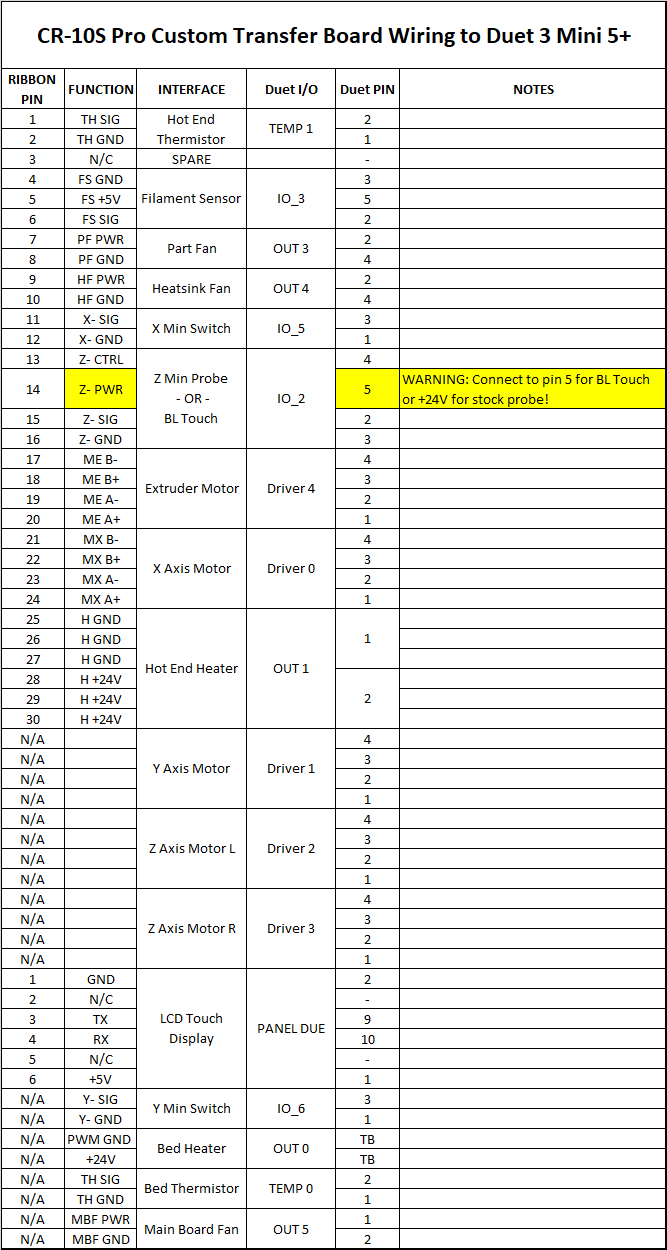 CR-10S Pro Custom Transfer Board Wiring to Duet 3 Mini 5+
RIBBON PIN FUNCTION INTERFACE Duet I/O Duet PIN NOTES
1 TH SIG Hot End Thermistor TEMP 1 2
2 TH GND 1
3 N/C SPARE -
4 FS GND Filament Sensor IO_3 3
5 FS +5V 5
6 FS SIG 2
7 PF PWR Part Fan OUT 3 2
8 PF GND 4
9 HF PWR Heatsink Fan OUT 4 2
10 HF GND 4
11 X- SIG X Min Switch IO_5 3
12 X- GND 1
13 Z- CTRL Z Min Probe - OR - BL Touch IO_2 4
14 Z- PWR 5 WARNING: Connect to pin 5 for BL Touch
or +24V for stock probe!
15 Z- SIG 2
16 Z- GND 3
17 ME B- Extruder Motor Driver 4 4
18 ME B+ 3
19 ME A- 2
20 ME A+ 1
21 MX B- X Axis Motor Driver 0 4
22 MX B+ 3
23 MX A- 2
24 MX A+ 1
25 H GND Hot End Heater OUT 1 1
26 H GND
27 H GND
28 H +24V 2
29 H +24V
30 H +24V
N/A Y Axis Motor Driver 1 4
N/A 3
N/A 2
N/A 1
N/A Z Axis Motor L Driver 2 4
N/A 3
N/A 2
N/A 1
N/A Z Axis Motor R Driver 3 4
N/A 3
N/A 2
N/A 1
1 GND LCD Touch Display PANEL DUE 2
2 N/C -
3 TX 9
4 RX 10
5 N/C -
6 +5V 1
N/A Y- SIG Y Min Switch IO_6 3
N/A Y- GND 1
N/A PWM GND Bed Heater OUT 0 TB
N/A +24V TB
N/A TH SIG Bed Thermistor TEMP 0 2
N/A TH GND 1
N/A MBF PWR Main Board Fan OUT 5 1
N/A MBF GND 2